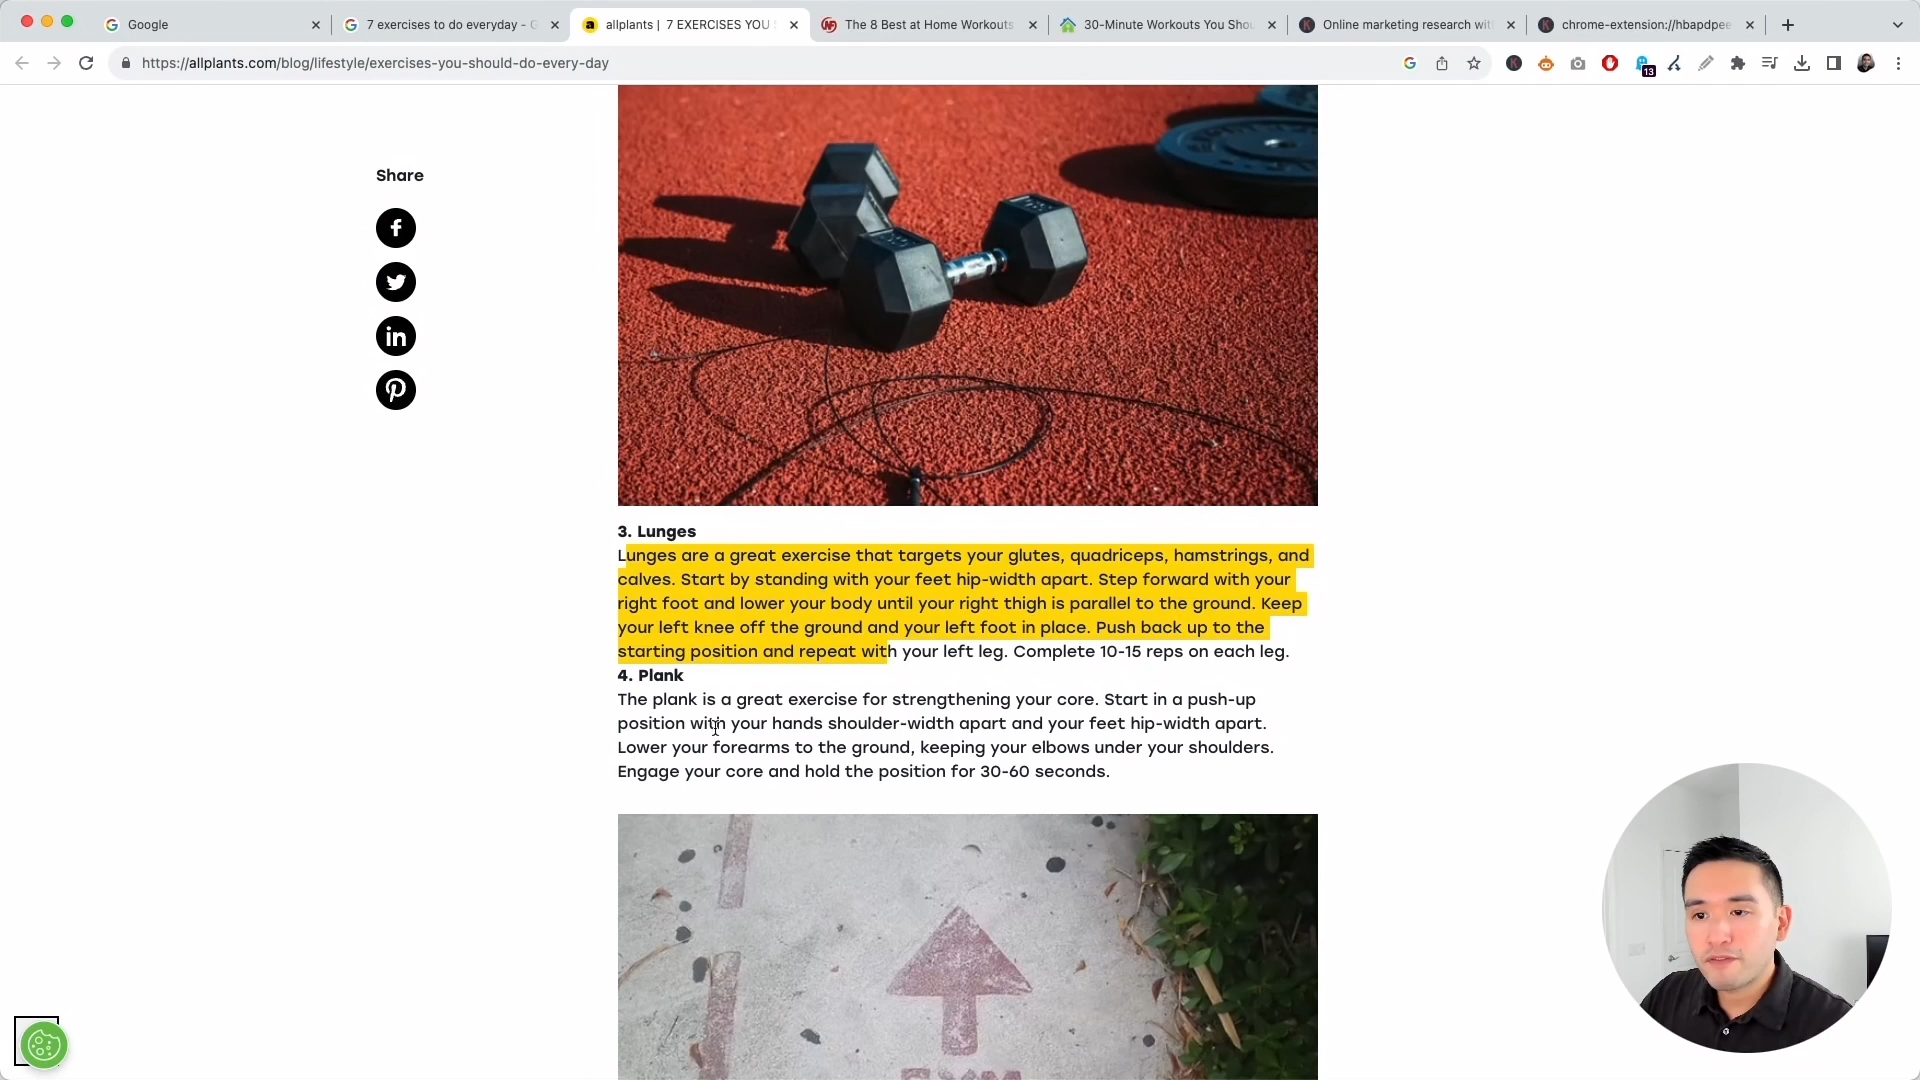 Google
7 exercises to do everyday - G
allplants | 7 EXERCISES YOU S
The 8 Best at Home Workouts
30-Minute Workouts You Shou
Online marketing research wit
chrome-extension://hbapdpee
https://allplants.com/blog/lifestyle/exercises-you-should-do-every-day
13
Share
3. Lunges
Lunges are a great exercise that targets your glutes, quadriceps, hamstrings, and
calves. Start by standing with your feet hip-width apart. Step forward with your
right foot and lower your body until your right thigh is parallel to the ground. Keep
your left knee off the ground and your left foot in place. Push back up to the
starting position and repeat with your left leg. Complete 10-15 reps on each leg.
4. Plank
The plank is a great exercise for strengthening your core. Start in a push-up
position with your hands shoulder-width apart and your feet hip-width apart.
Lower your forearms to the ground, keeping your elbows under your shoulders.
Engage your core and hold the position for 30-60 seconds.
GYM